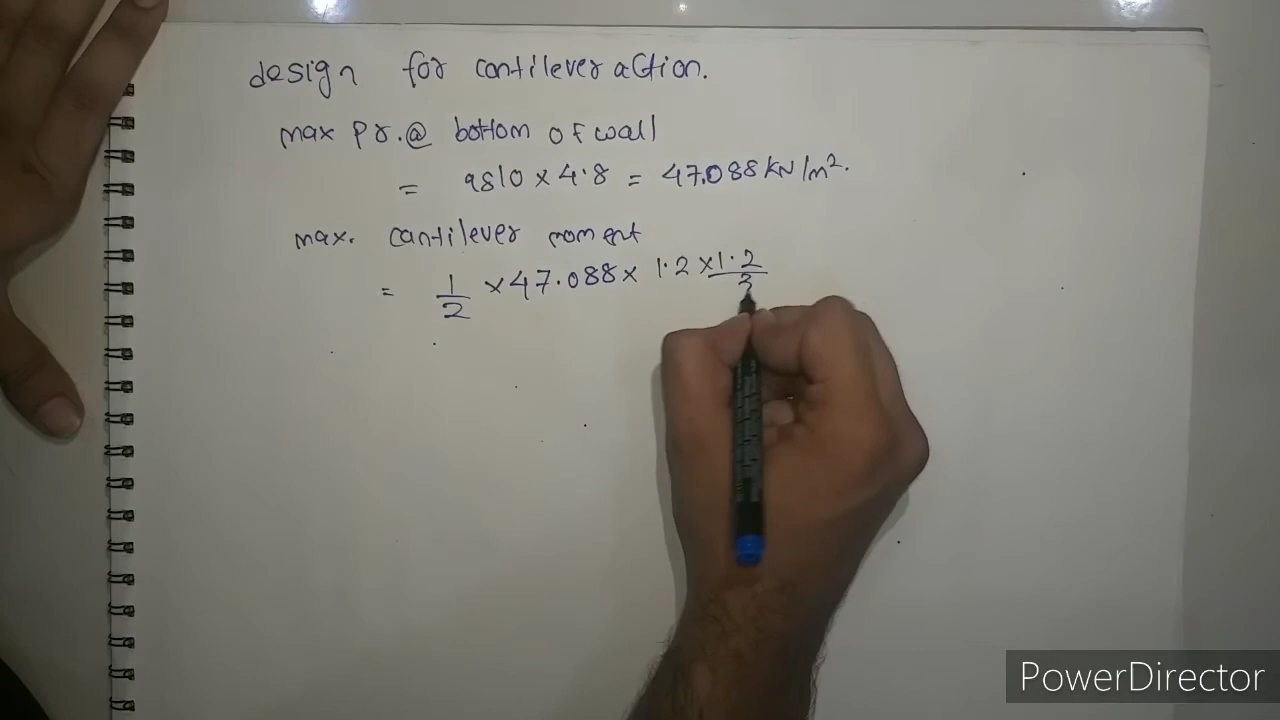 design for cantilever action.
max pr. @ bottom of wall
= 9810 x 4.8 = 47.088 KN/m².
max. cantilever moment
= 1/2 x 47.088 x 1.2 x 1.2/3
PowerDirector